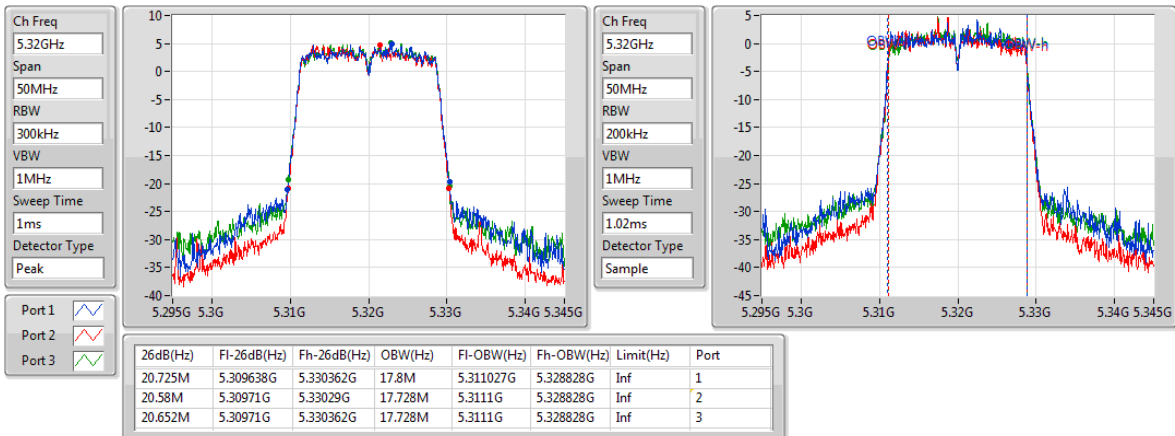 Ch Freq
5.32GHz
Span
50MHz
RBW
300kHz
VBW
1MHz
Sweep Time
1ms
Detector Type
Peak
10
5
0
-5
-10
-15
-20
-25
-30
-35
-40
5.295G 5.3G 5.31G 5.32G 5.33G 5.34G 5.345G
Ch Freq
5.32GHz
Span
50MHz
RBW
200kHz
VBW
1MHz
Sweep Time
1.02ms
Detector Type
Sample
10
5
0
-5
-10
-15
-20
-25
-30
-35
-40
-45
5.295G 5.3G 5.31G 5.32G 5.33G 5.34G 5.345G
Port 1
Port 2
Port 3
26dB(Hz) Fl-26dB(Hz) Fh-26dB(Hz) OBW(Hz) Fl-OBW(Hz) Fh-OBW(Hz) Limit(Hz) Port
20.725M 5.309638G 5.330362G 17.8M 5.311027G 5.328828G Inf 1
20.58M 5.30971G 5.33029G 17.728M 5.3111G 5.328828G Inf 2
20.652M 5.30971G 5.330362G 17.728M 5.3111G 5.328828G Inf 3